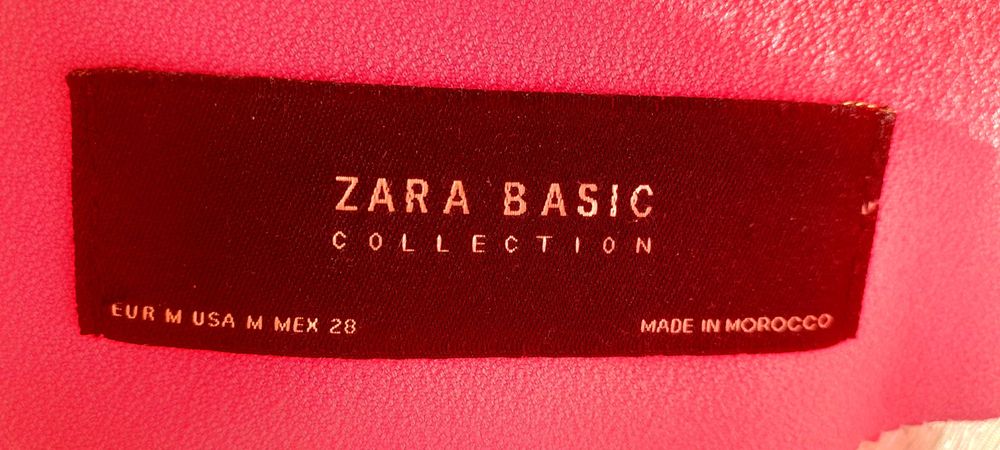 ZARA BASIC
COLLECTION
EUR M USA M MEX 28
MADE IN MOROCCO